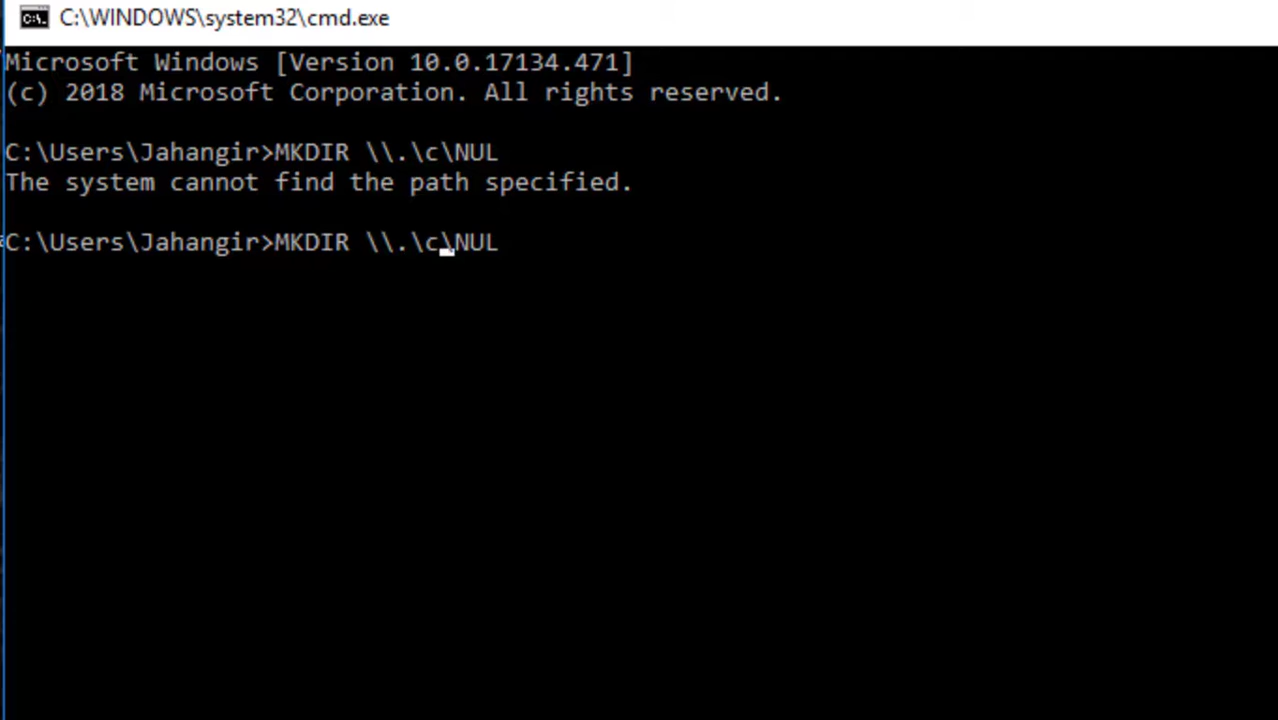 C:\WINDOWS\system32\cmd.exe
Microsoft Windows [Version 10.0.17134.471]
(c) 2018 Microsoft Corporation. All rights reserved.
C:\Users\Jahangir>MKDIR \\.\c\NUL
The system cannot find the path specified.
C:\Users\Jahangir>MKDIR \\.\c\NUL